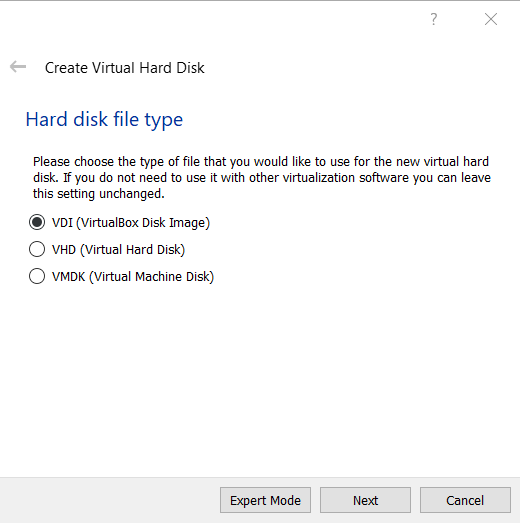 ?
Create Virtual Hard Disk
Hard disk file type
Please choose the type of file that you would like to use for the new virtual hard
disk. If you do not need to use it with other virtualization software you can leave
this setting unchanged.
VDI (VirtualBox Disk Image)
VHD (Virtual Hard Disk)
VMDK (Virtual Machine Disk)
Expert Mode Next Cancel